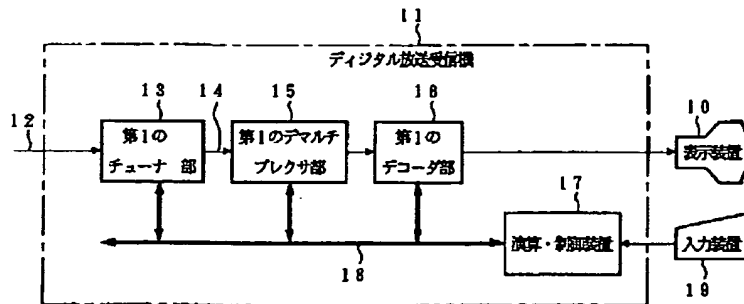 11
ディジタル放送受信機
12
13
14
15
16
10
第1の
チューナ 部
第1のデマルチ
プレクサ部
第1の
デコーダ部
表示装置
17
演算・制御装置
入力装置
18
19